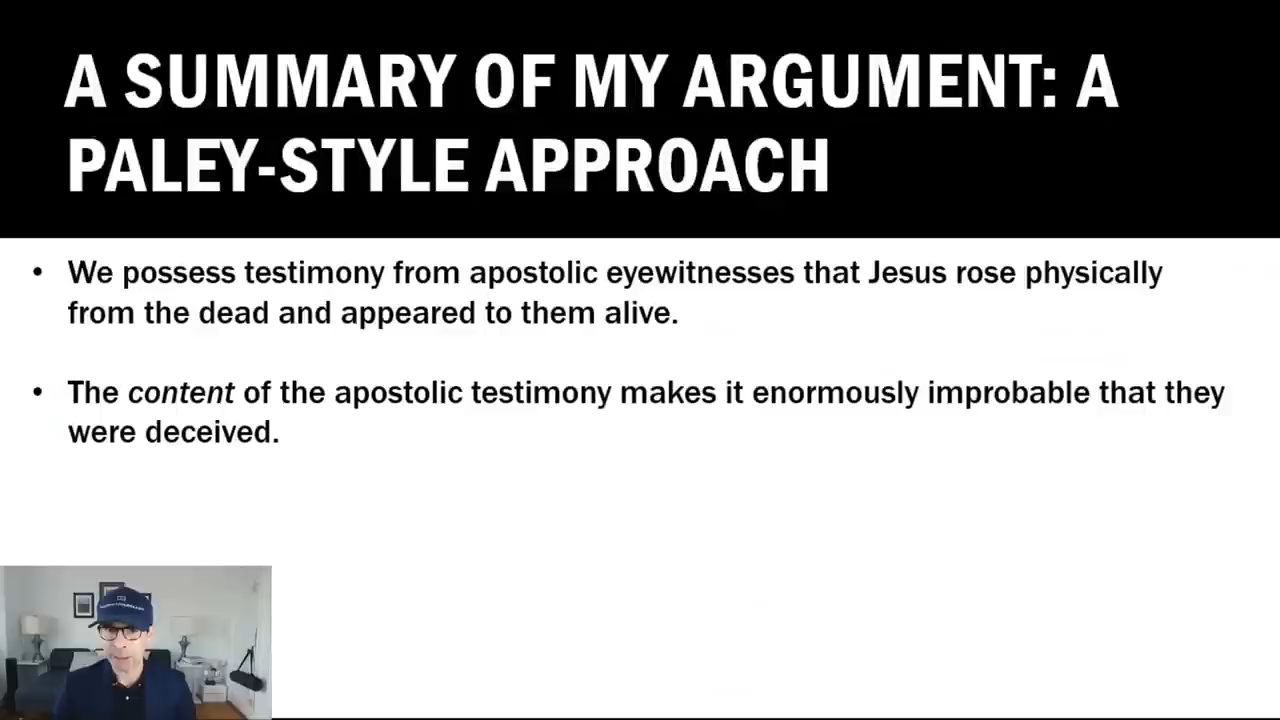 A SUMMARY OF MY ARGUMENT: A
PALEY-STYLE APPROACH
• We possess testimony from apostolic eyewitnesses that Jesus rose physically
from the dead and appeared to them alive.
• The content of the apostolic testimony makes it enormously improbable that they
were deceived.